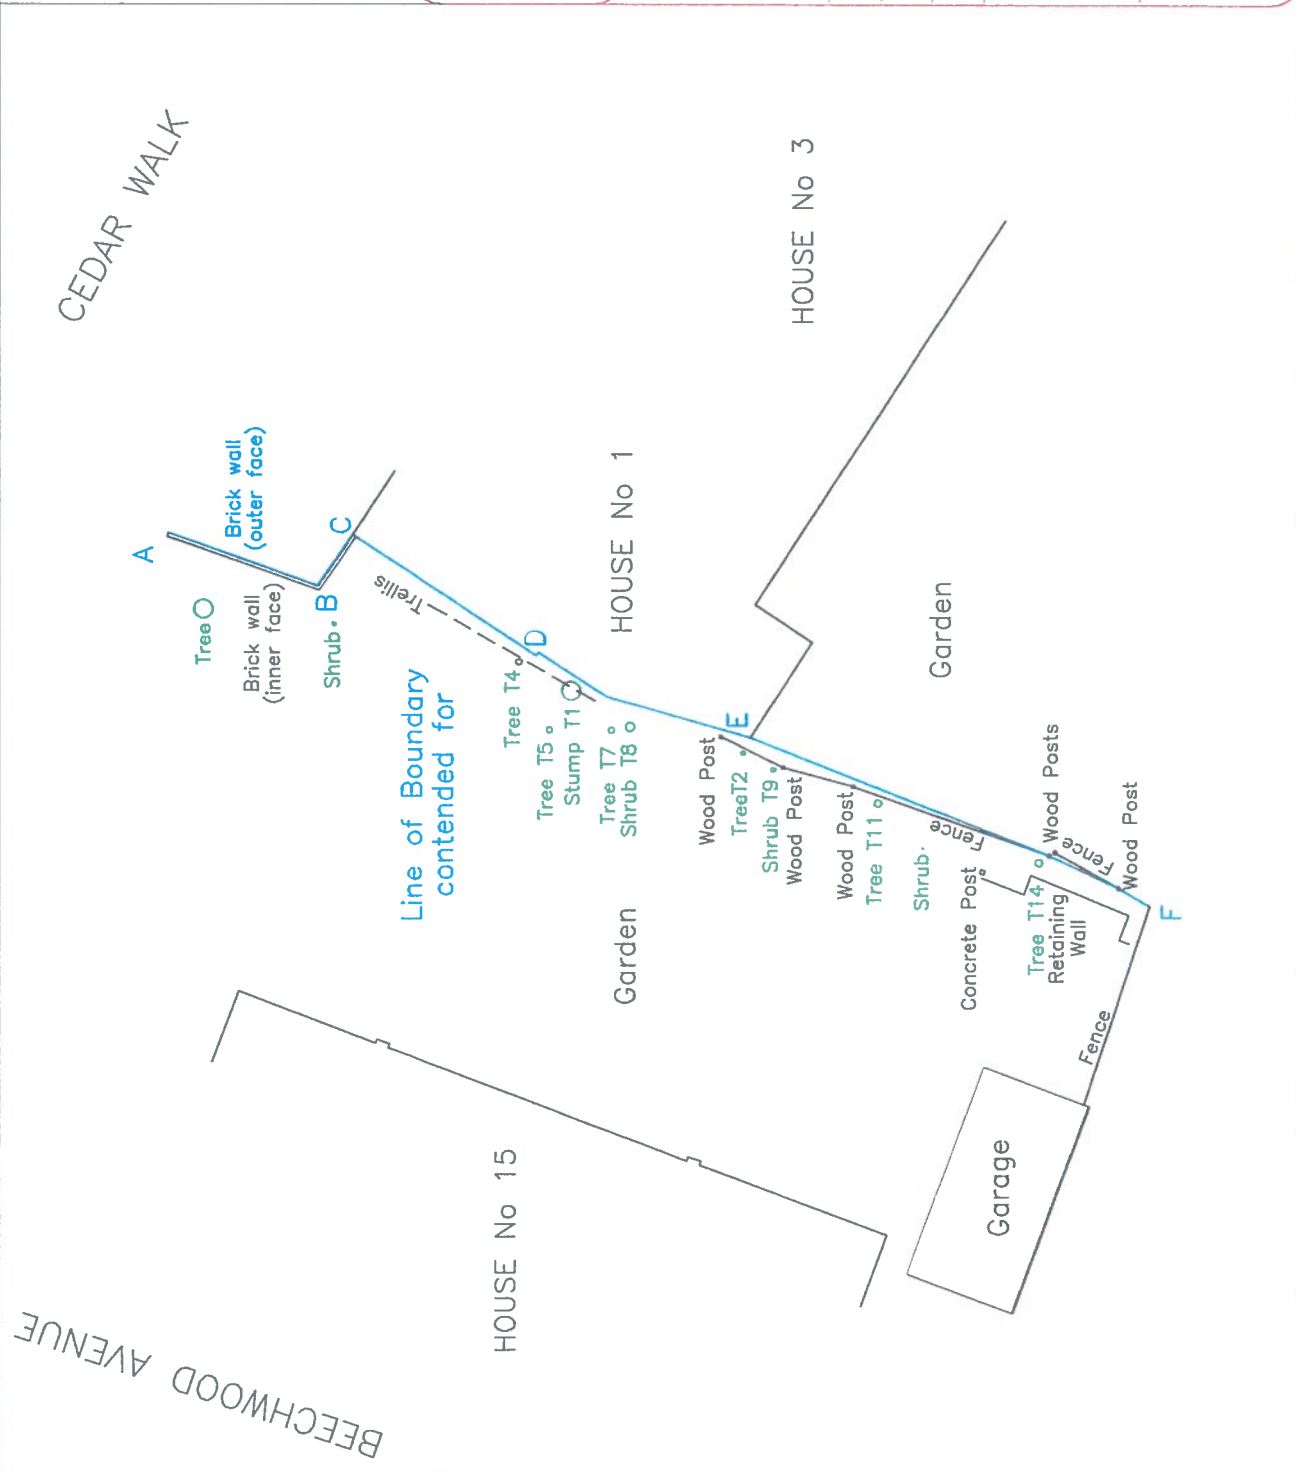 CEDAR WALK
A
Brick wall
(outer face)
Tree
Brick wall
(inner face)
B
C
Shrub
Trellis
Line of Boundary
contended for
D
Tree T4
Tree T5
Stump T1
Tree T7
Shrub T8
HOUSE No 1
HOUSE No 3
E
Wood Post
TreeT2
Shrub T9
Wood Post
Wood Post
Tree T11
Shrub
Fence
Garden
Garden
Concrete Post
Wood Posts
Fence
Wood Post
Tree T14
Retaining
Wall
F
Fence
Garage
HOUSE No 15
BEECHWOOD AVENUE